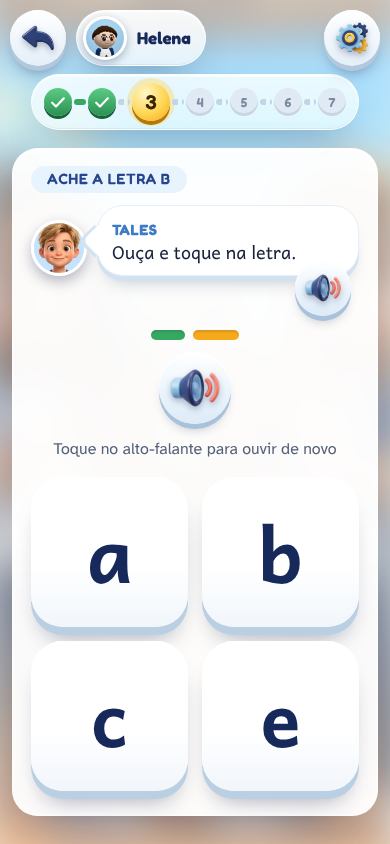 Helena
3 4 5 6 7
ACHE A LETRA B
TALES
Ouça e toque na letra.
Toque no alto-falante para ouvir de novo
a b
c e